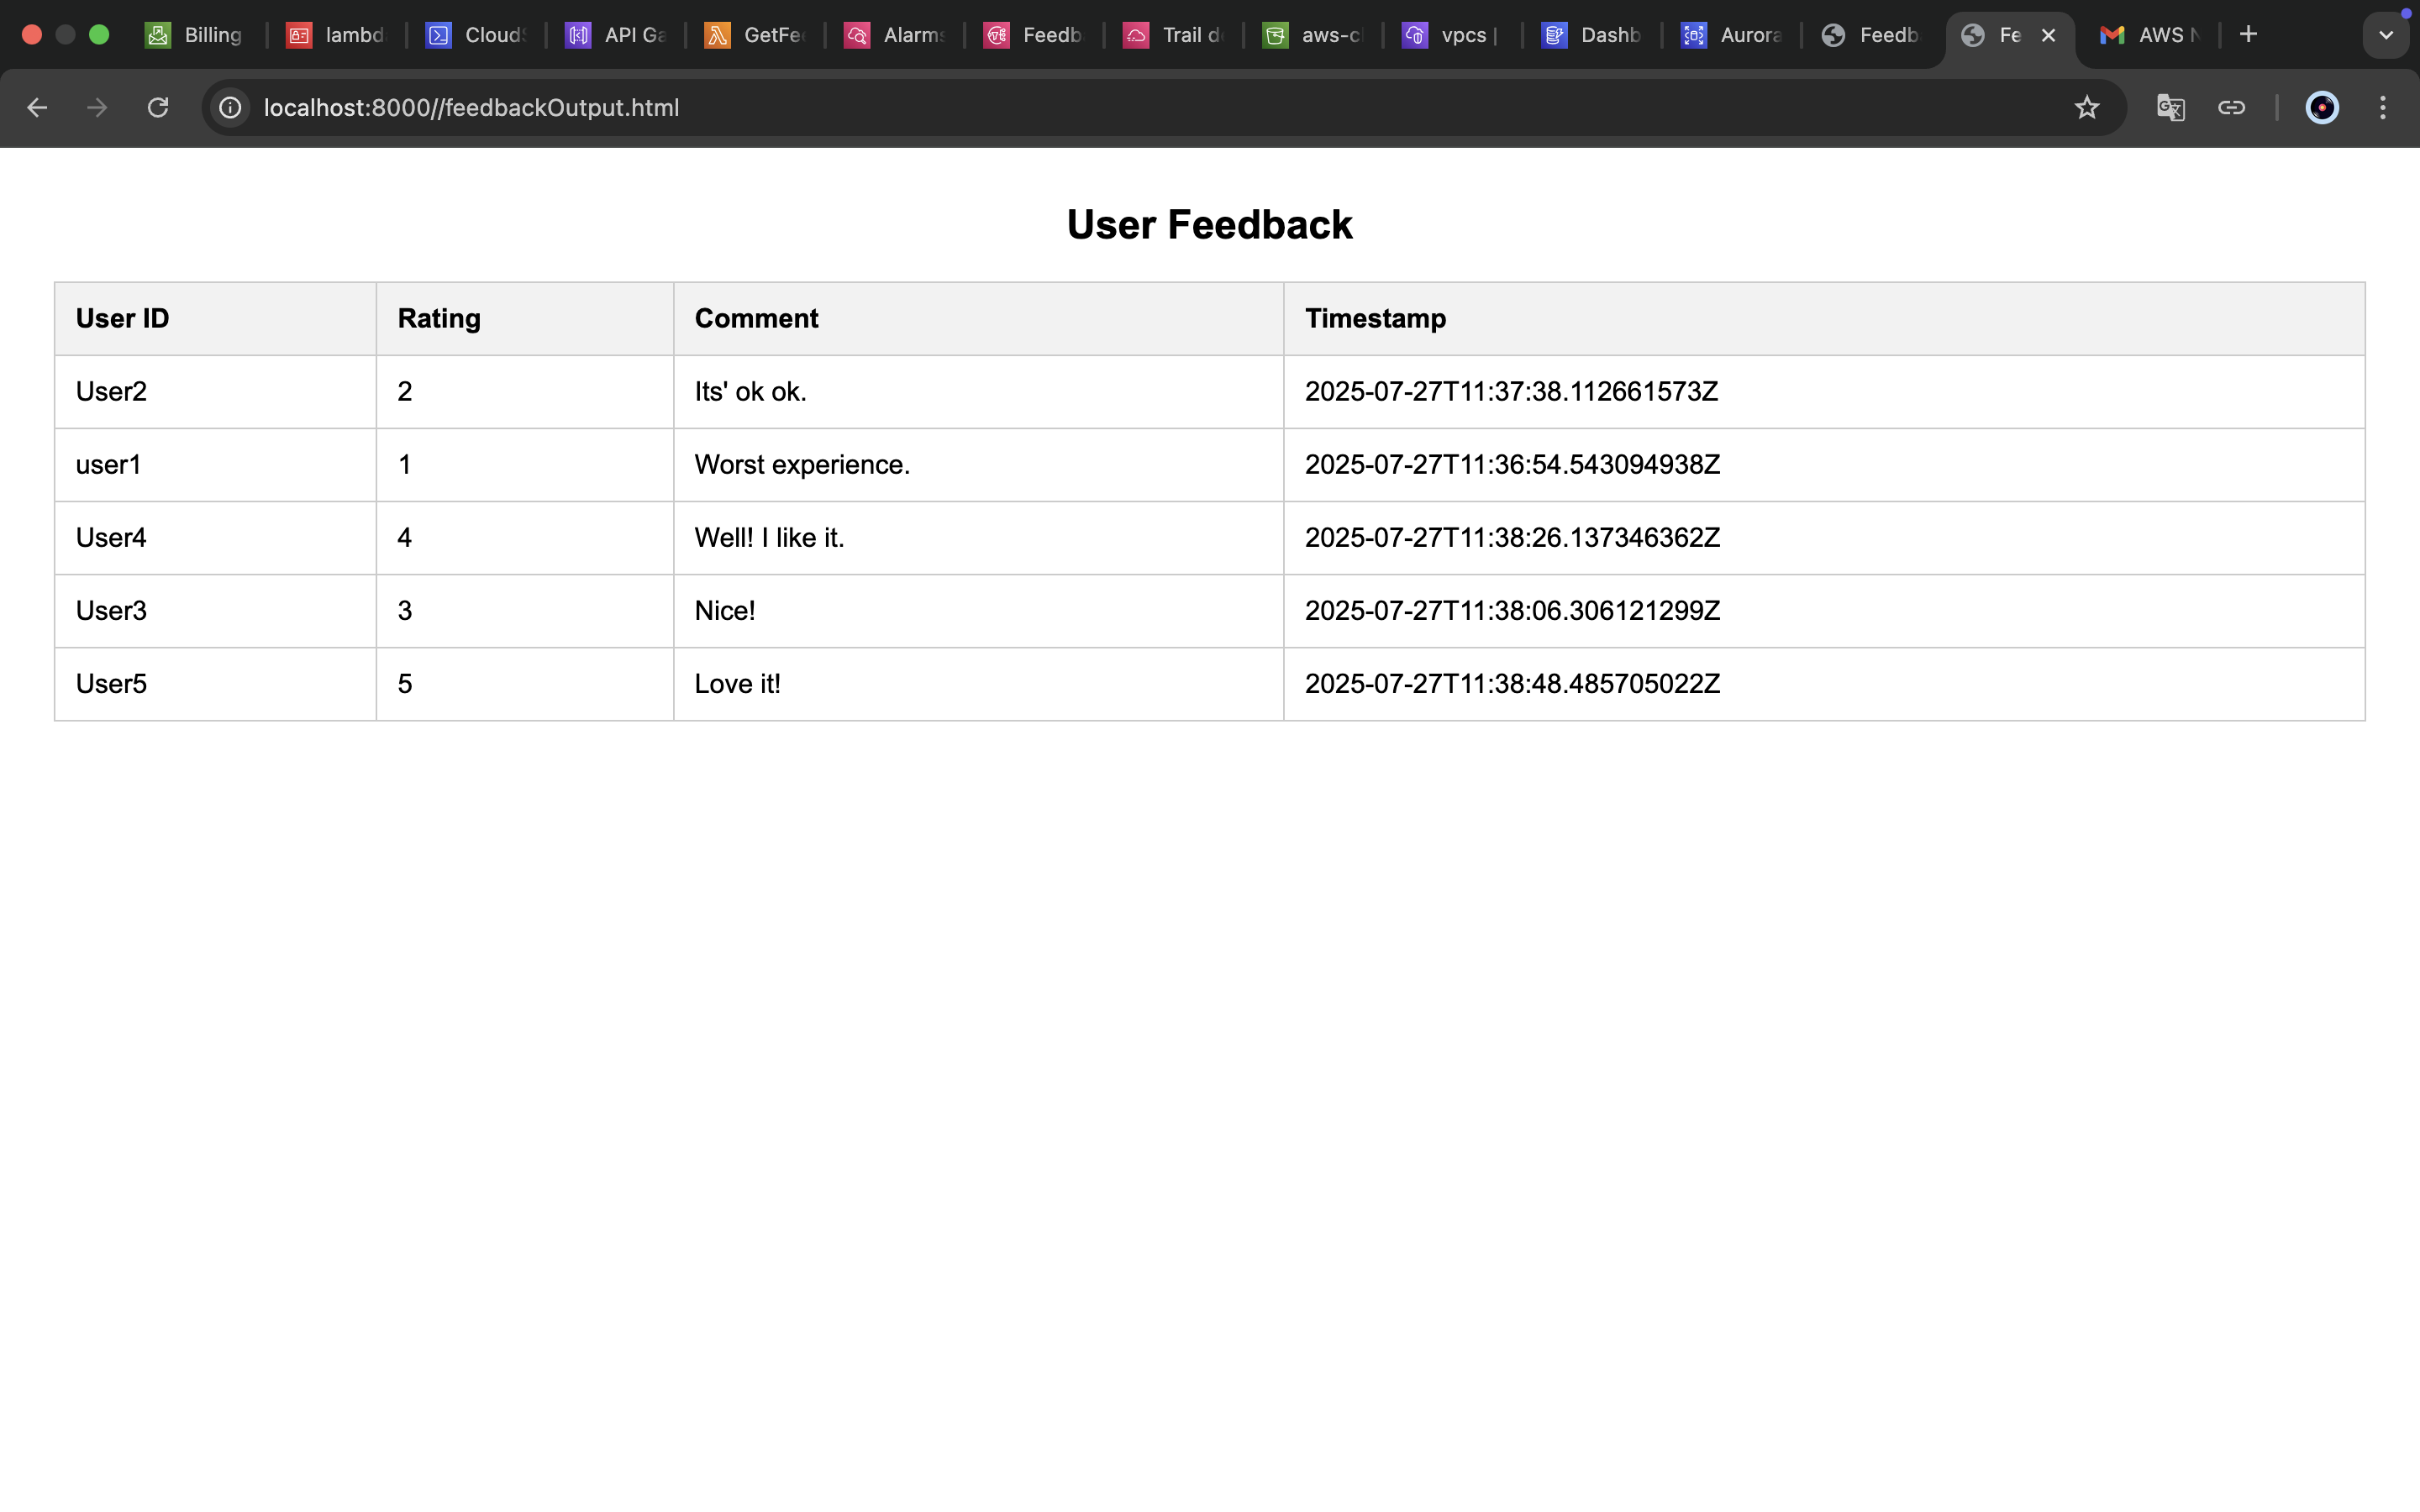 Billing lambd CloudS API Ga GetFe Alarms Feedb Trail d aws-cl vpcs | Dashb Aurora Feedb Fe AWS N
localhost:8000//feedbackOutput.html
User Feedback
User ID Rating Comment Timestamp
User2 2 Its' ok ok. 2025-07-27T11:37:38.112661573Z
user1 1 Worst experience. 2025-07-27T11:36:54.543094938Z
User4 4 Well! I like it. 2025-07-27T11:38:26.137346362Z
User3 3 Nice! 2025-07-27T11:38:06.306121299Z
User5 5 Love it! 2025-07-27T11:38:48.485705022Z